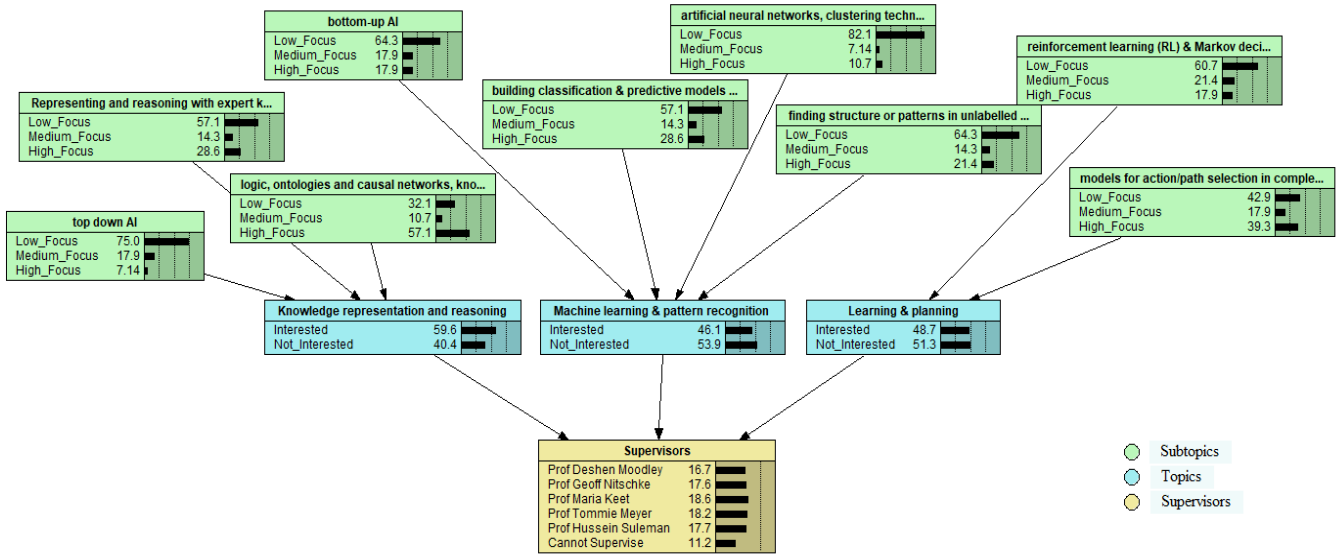 bottom-up AI
Low_Focus 64.3
Medium_Focus 17.9
High_Focus 17.9
artificial neural networks, clustering techn...
Low_Focus 82.1
Medium_Focus 7.14
High_Focus 10.7
reinforcement learning (RL) & Markov deci...
Low_Focus 60.7
Medium_Focus 21.4
High_Focus 17.9
building classification & predictive models ...
Low_Focus 57.1
Medium_Focus 14.3
High_Focus 28.6
Representing and reasoning with expert k...
Low_Focus 57.1
Medium_Focus 14.3
High_Focus 28.6
finding structure or patterns in unlabelled ...
Low_Focus 64.3
Medium_Focus 14.3
High_Focus 21.4
logic, ontologies and causal networks, kno...
Low_Focus 32.1
Medium_Focus 10.7
High_Focus 57.1
models for action/path selection in comple...
Low_Focus 42.9
Medium_Focus 17.9
High_Focus 39.3
top down AI
Low_Focus 75.0
Medium_Focus 17.9
High_Focus 7.14
Knowledge representation and reasoning
Interested 59.6
Not_Interested 40.4
Machine learning & pattern recognition
Interested 46.1
Not_Interested 53.9
Learning & planning
Interested 48.7
Not_Interested 51.3
Supervisors
Prof Deshen Moodley 16.7
Prof Geoff Nitschke 17.6
Prof Maria Keet 18.6
Prof Tommie Meyer 18.2
Prof Hussein Suleman 17.7
Cannot Supervise 11.2
Subtopics
Topics
Supervisors